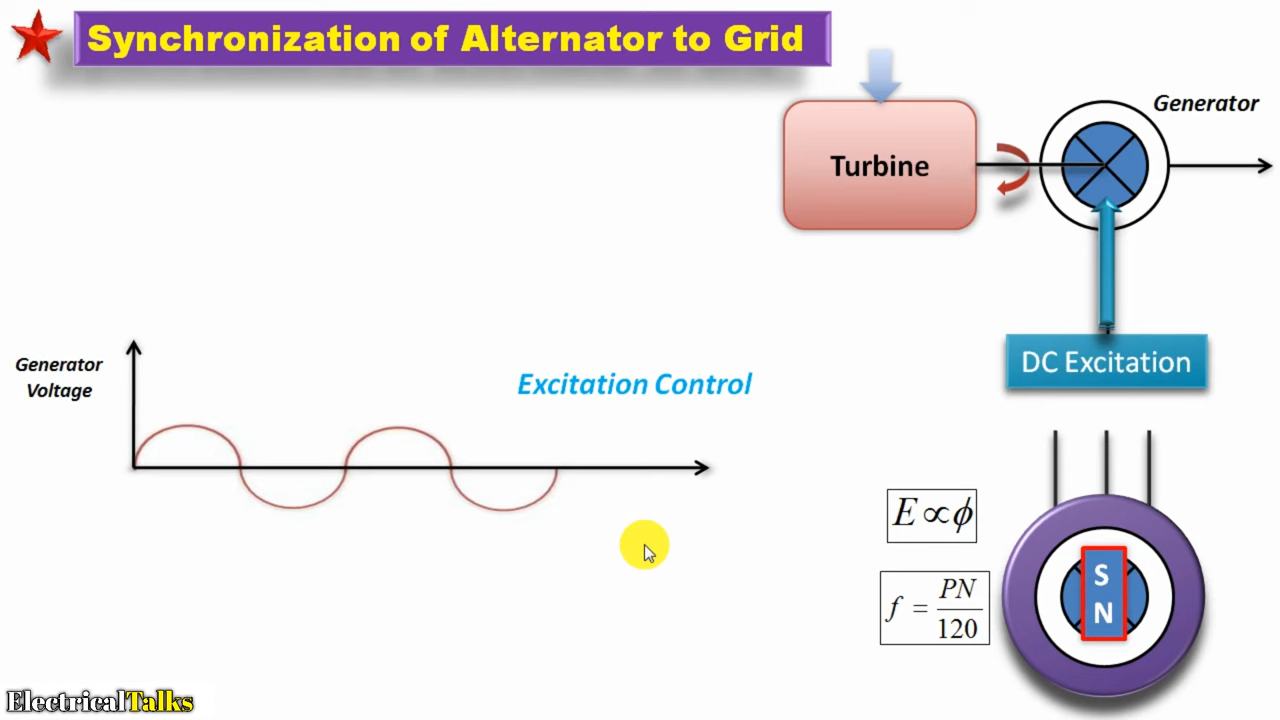 Synchronization of Alternator to Grid
Generator
Turbine
DC Excitation
Generator
Voltage
Excitation Control
E ∝ ϕ
f = PN/120
S
N
ElectricalTalks